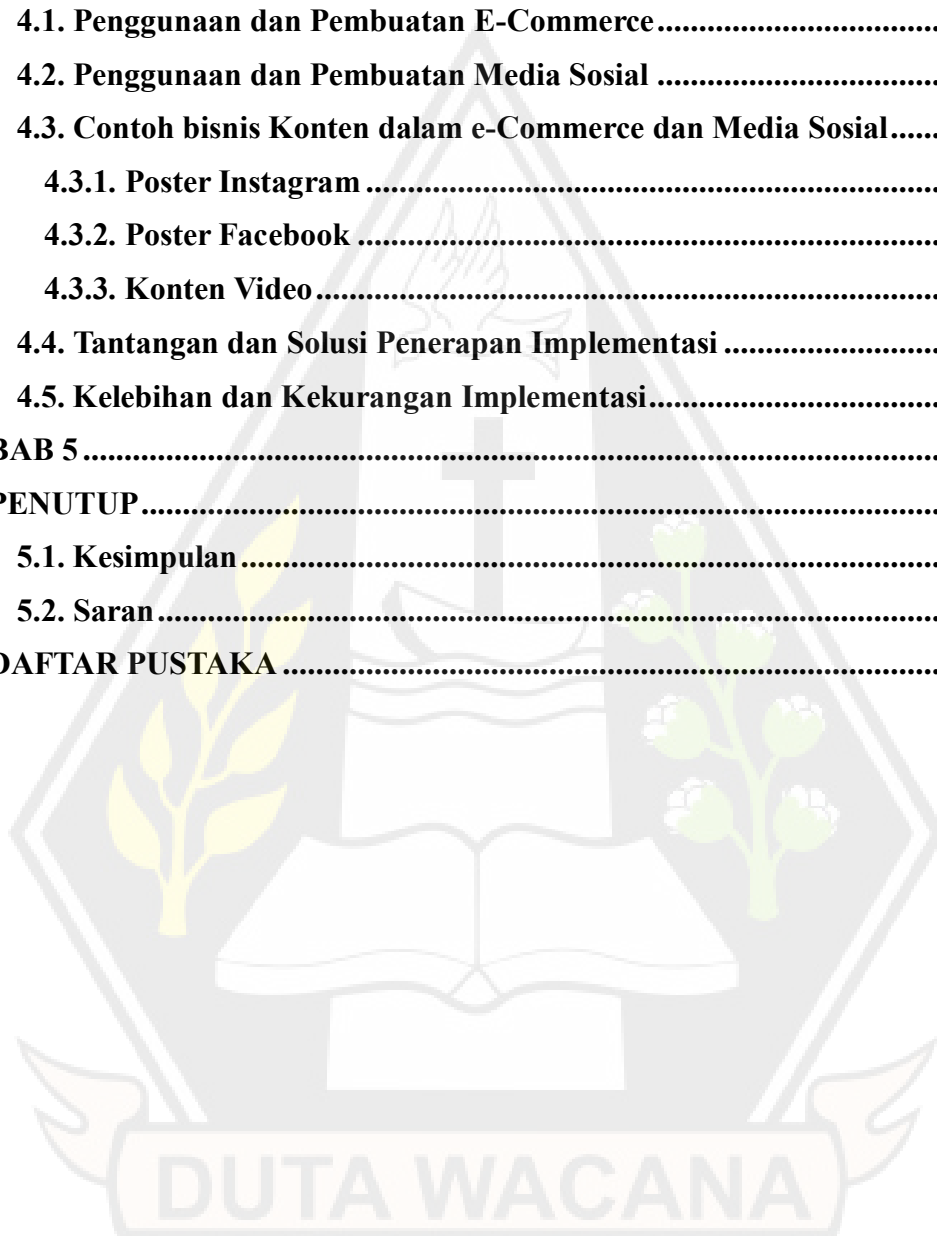 4.1. Penggunaan dan Pembuatan E-Commerce........................................
4.2. Penggunaan dan Pembuatan Media Sosial ........................................
4.3. Contoh bisnis Konten dalam e-Commerce dan Media Sosial.......
4.3.1. Poster Instagram ........................................................................
4.3.2. Poster Facebook .........................................................................
4.3.3. Konten Video..............................................................................
4.4. Tantangan dan Solusi Penerapan Implementasi ...........................
4.5. Kelebihan dan Kekurangan Implementasi....................................
BAB 5 ....................................................................................................
PENUTUP..............................................................................................
5.1. Kesimpulan ..................................................................................
5.2. Saran ............................................................................................
DAFTAR PUSTAKA ............................................................................
DUTA WACANA